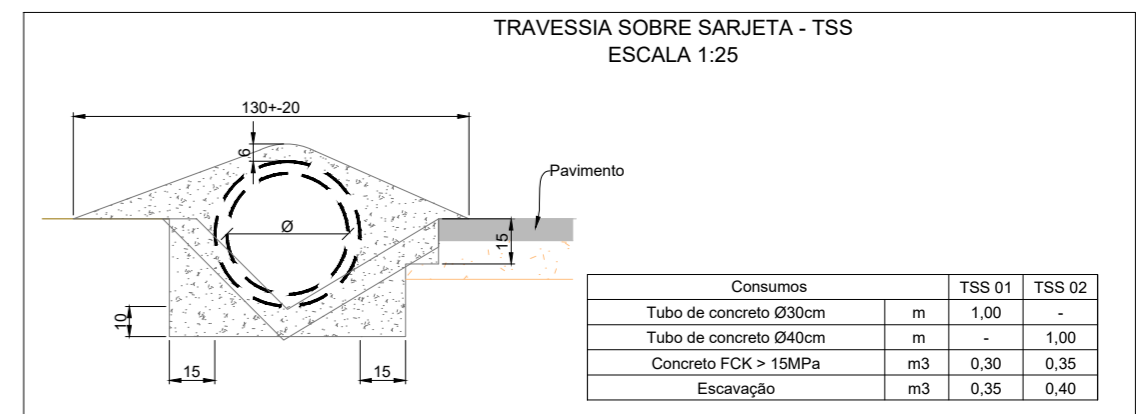 TRAVESSIA SOBRE SARJETA - TSS
ESCALA 1:25
130+-20
6
Pavimento
Ø
15
10
15
15
Consumos TSS 01 TSS 02
Tubo de concreto Ø30cm m 1,00 -
Tubo de concreto Ø40cm m - 1,00
Concreto FCK > 15MPa m3 0,30 0,35
Escavação m3 0,35 0,40